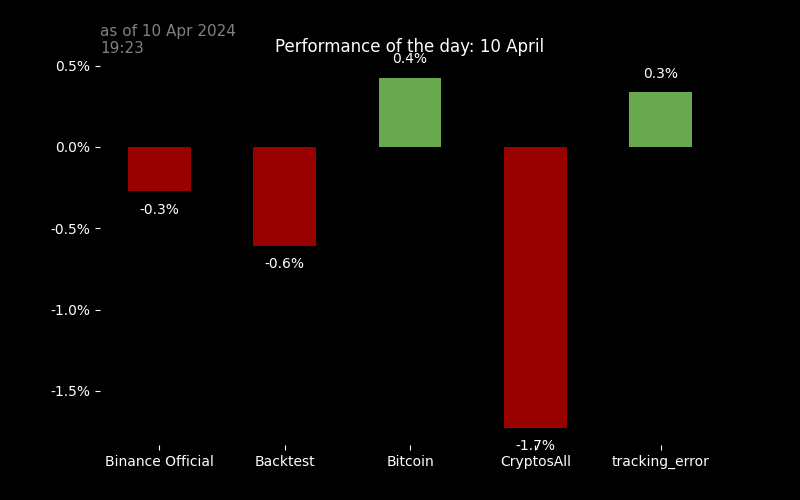 as of 10 Apr 2024
19:23
Performance of the day: 10 April
0.5%
0.4%
0.3%
0.0%
-0.3%
-0.5%
-0.6%
-1.0%
-1.5%
-1.7%
Binance Official
Backtest
Bitcoin
CryptosAll
tracking_error